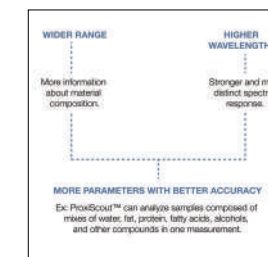 WIDER RANGE
HIGHER
WAVELENGTH
More information
about material
composition.
Stronger and
distinct
response.
MORE PARAMETERS WITH BETTER ACCURACY
Ex: ProxiScout™ can analyze samples composed of
mixes of water, fat, protein, fatty acids, alcohols,
and other compounds in one measurement.